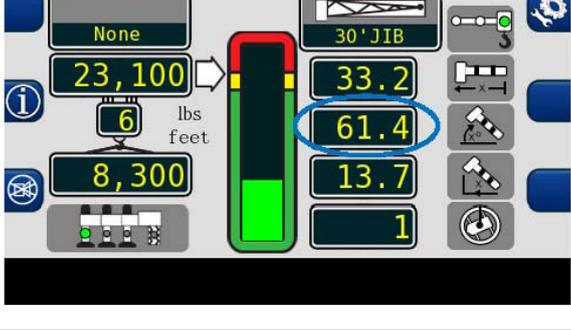 None
30'JIB
23,100
33.2
6
lbs
feet
61.4
x°
8,300
13.7
x
1
i
x